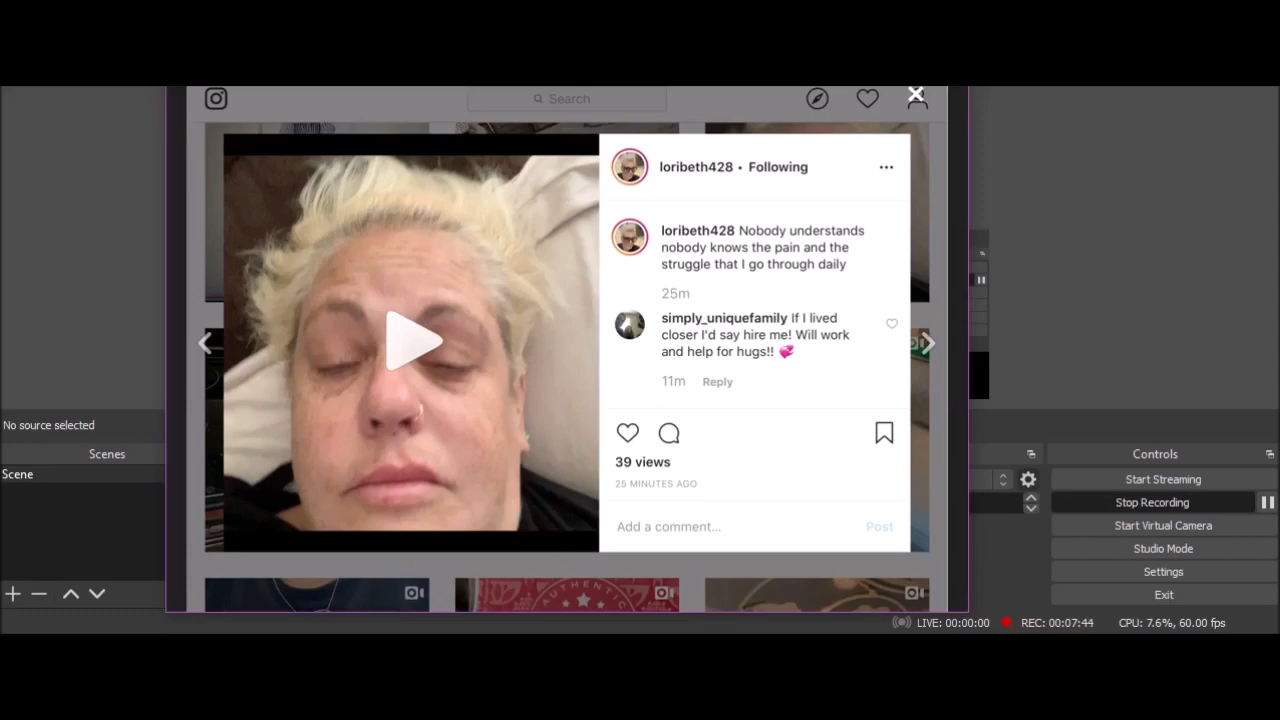 Search
loribeth428 • Following
loribeth428 Nobody understands
nobody knows the pain and the
struggle that I go through daily
25m
simply_uniquefamily If I lived
closer I'd say hire me! Will work
and help for hugs!! 💞
11m Reply
39 views
25 MINUTES AGO
Add a comment... Post
AUTHENTIC
No source selected
Scenes
Scene
Controls
Start Streaming
Stop Recording
Start Virtual Camera
Studio Mode
Settings
Exit
LIVE: 00:00:00 REC: 00:07:44 CPU: 7.6%, 60.00 fps